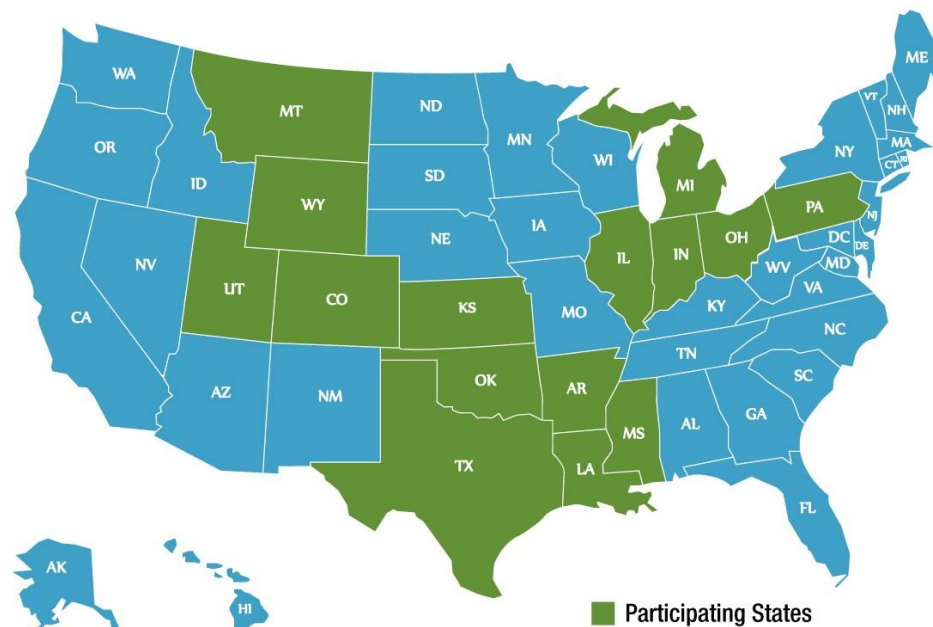 WA
OR
CA
NV
ID
MT
WY
UT
CO
AZ
NM
ND
SD
NE
KS
OK
TX
MN
IA
MO
AR
LA
WI
IL
MS
MI
IN
OH
KY
TN
AL
GA
FL
SC
NC
VA
WV
MD
DC
DE
PA
NJ
NY
CT
RI
MA
VT
NH
ME
AK
HI
Participating States